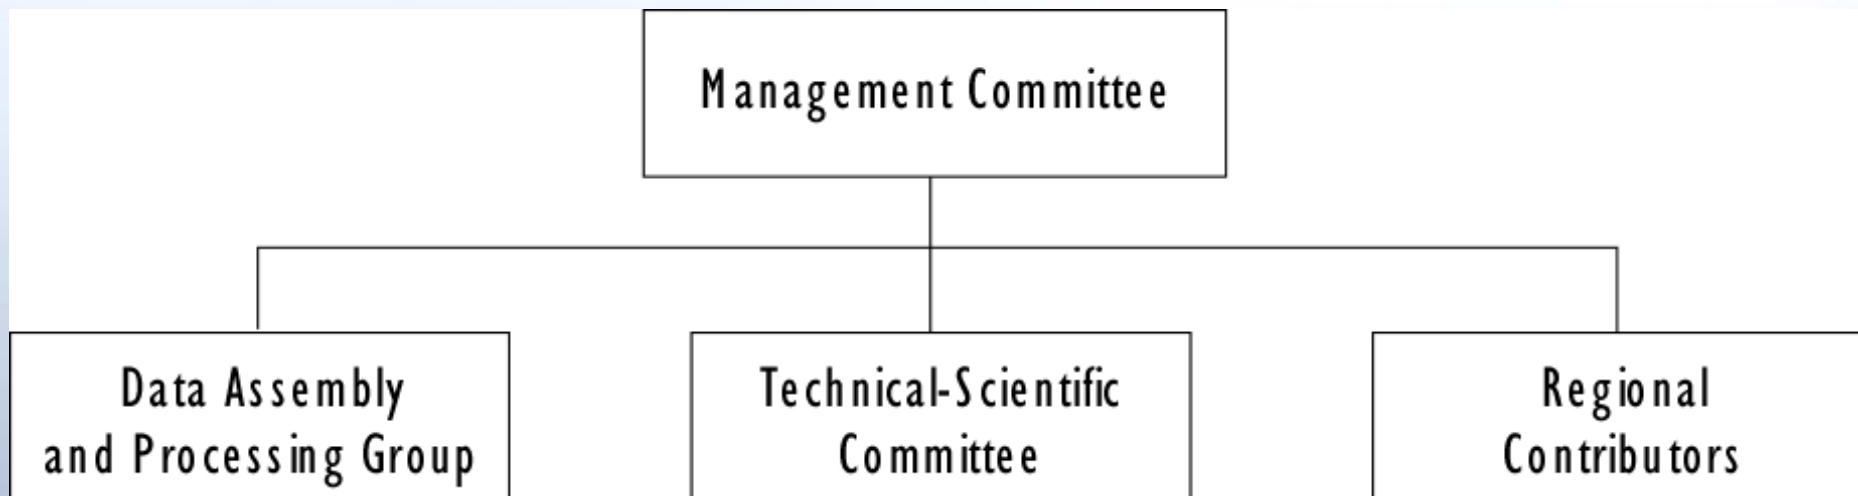 Management Committee
Data Assembly
and Processing Group
Technical-Scientific
Committee
Regional
Contributors